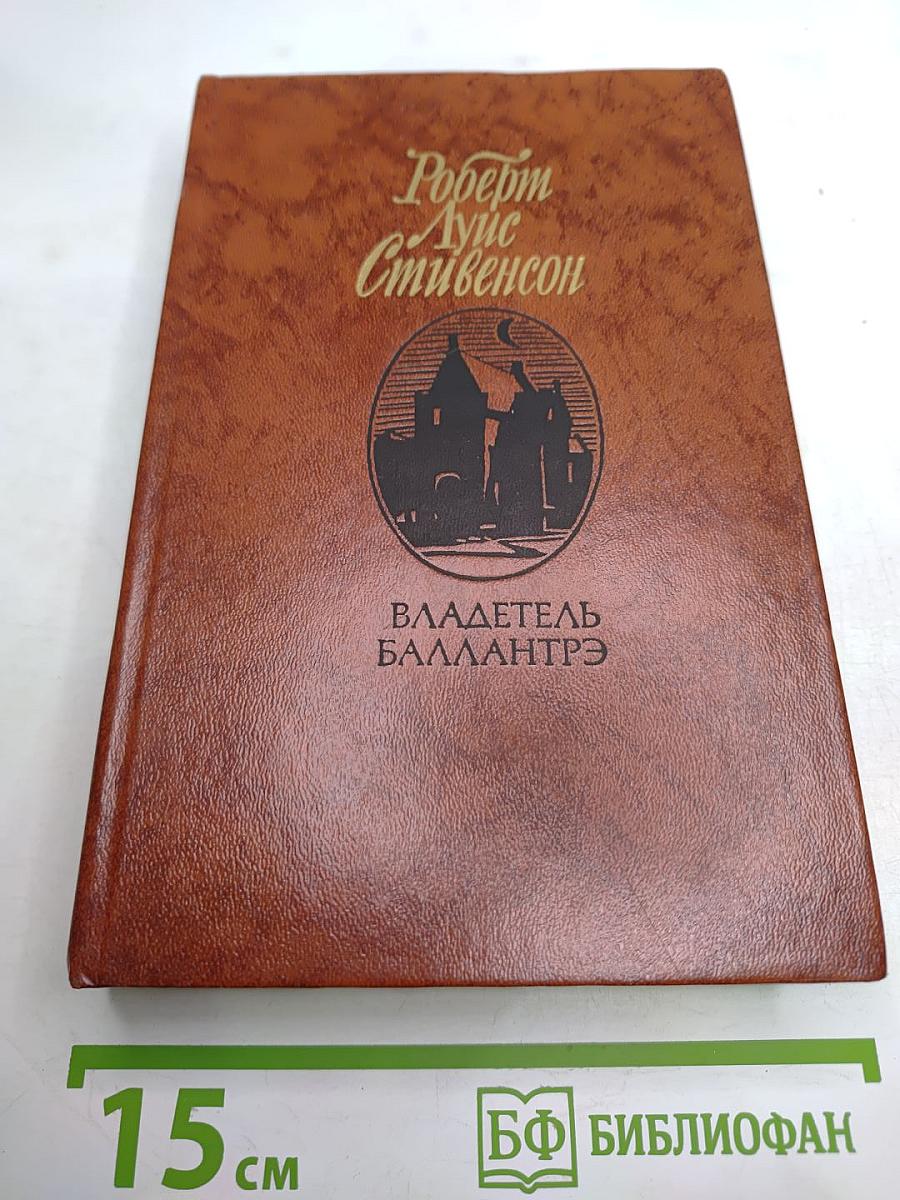 Роберт
Луис
Стивенсон
ВЛАДЕТЕЛЬ
БАЛЛАНТРЭ
15 см
БФ БИБЛИОФАН